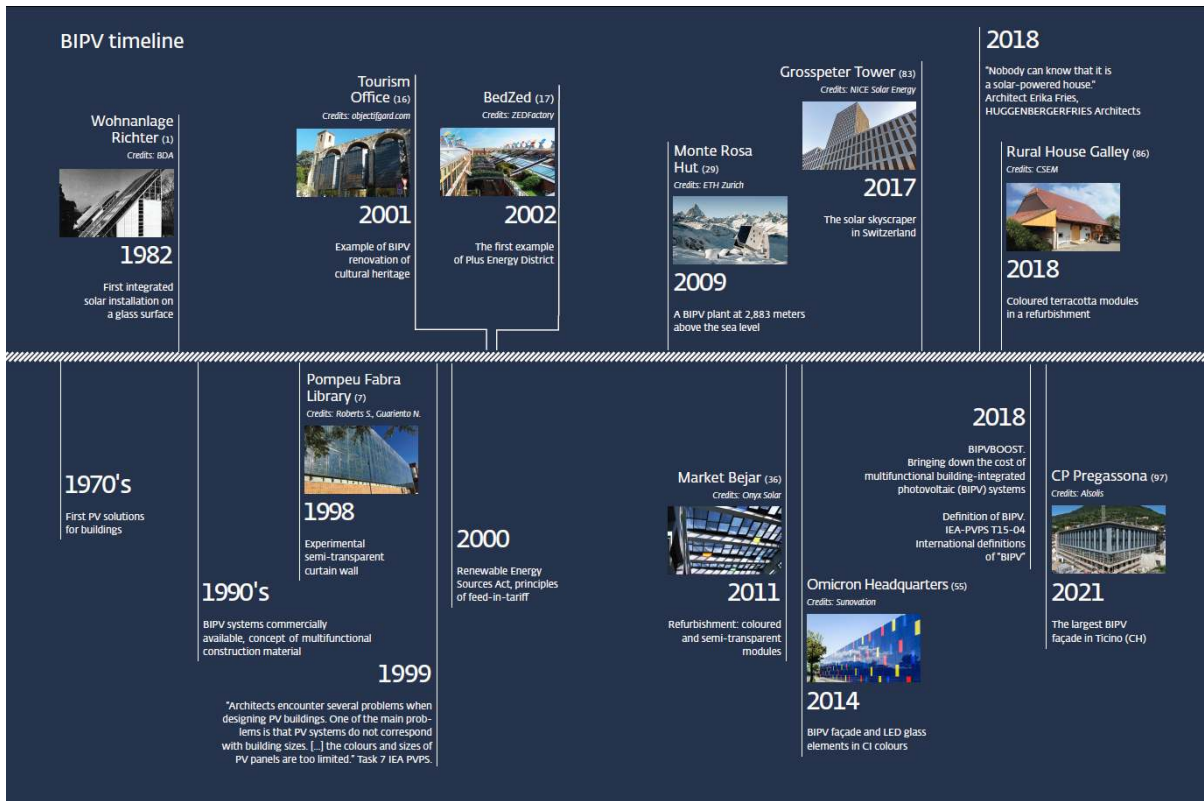 BIPV timeline
Wohnanlage
Richter (1)
Credits: BDA
1982
First integrated
solar installation on
a glass surface
Tourism
Office (16)
Credits: objectifgard.com
2001
Example of BIPV
renovation of
cultural heritage
BedZed (17)
Credits: ZEDFactory
2002
The first example
of Plus Energy District
Monte Rosa
Hut (29)
Credits: ETH Zurich
2009
A BIPV plant at 2,883 meters
above the sea level
Grosspeter Tower (83)
Credits: NICE Solar Energy
2017
The solar skyscraper
in Switzerland
2018
"Nobody can know that it is
a solar-powered house."
Architect Erika Fries,
HUGGENBERGERFRIES Architects
Rural House Galley (86)
Credits: CSEM
2018
Coloured terracotta modules
in a refurbishment
1970's
First PV solutions
for buildings
1990's
BIPV systems commercially
available, concept of multifunctional
construction material
Pompeu Fabra
Library (7)
Credits: Roberts S., Guariento N.
1998
Experimental
semi-transparent
curtain wall
1999
"Architects encounter several problems when
designing PV buildings. One of the main prob-
lems is that PV systems do not correspond
with building sizes. [...] the colours and sizes of
PV panels are too limited." Task 7 IEA PVPS.
2000
Renewable Energy
Sources Act, principles
of feed-in-tariff
Market Bejar (36)
Credits: Onyx Solar
2011
Refurbishment: coloured
and semi-transparent
modules
Omicron Headquarters (55)
Credits: Sunovation
2014
BIPV façade and LED glass
elements in CI colours
2018
BIPVBOOST.
Bringing down the cost of
multifunctional building-integrated
photovoltaic (BIPV) systems
Definition of BIPV.
IEA-PVPS T15-04
International definitions
of "BIPV"
CP Pregassona (97)
Credits: Alsolis
2021
The largest BIPV
façade in Ticino (CH)